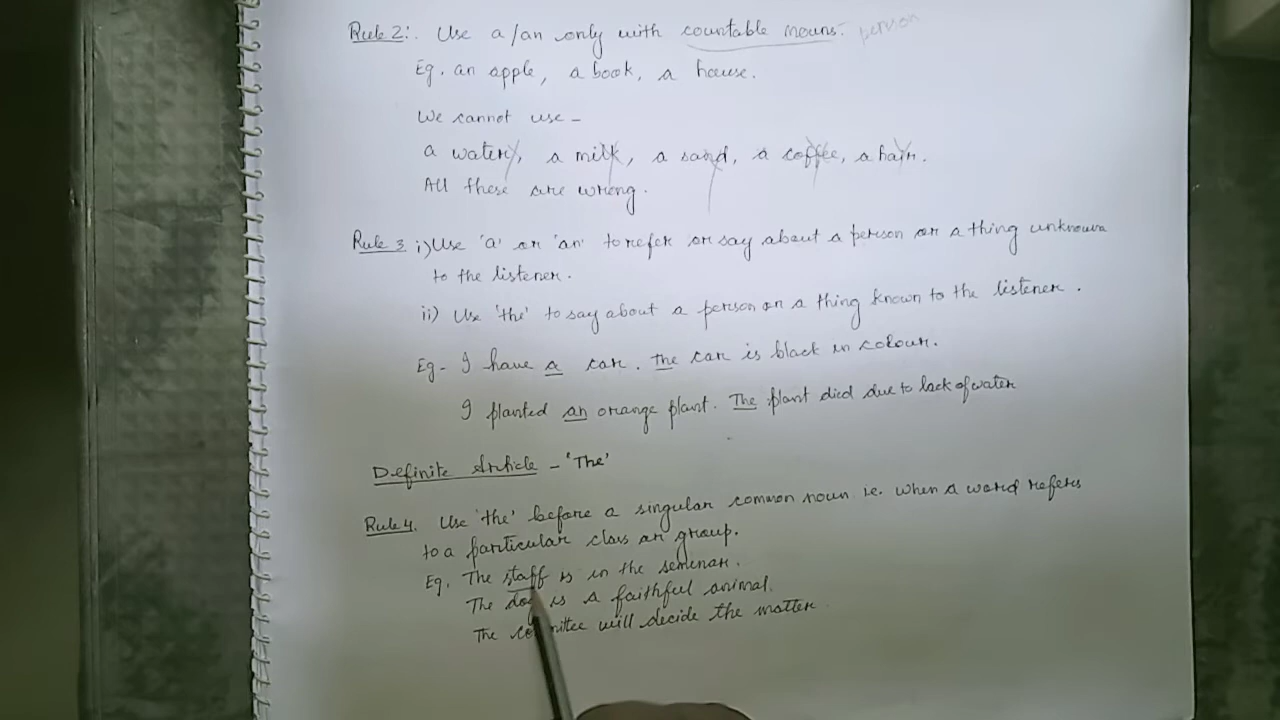 Rule 2:. Use a/an only with countable nouns. person
Eg. an apple, a book, a house.
We cannot use -
a water, a milk, a sand, a coffee, a hair.
All these are wrong.
Rule 3 i) Use 'a' or 'an' to refer or say about a person or a thing unknown
to the listener.
ii) Use 'the' to say about a person or a thing known to the listener.
Eg- I have a car. The car is black in colour.
I planted an orange plant. The plant died due to lack of water
Definite Article - 'The'
Rule 4. Use 'the' before a singular common noun i.e. when a word refers
to a particular class or group.
Eg. The staff is in the seminar.
The dog is a faithful animal.
The will decide the matter.